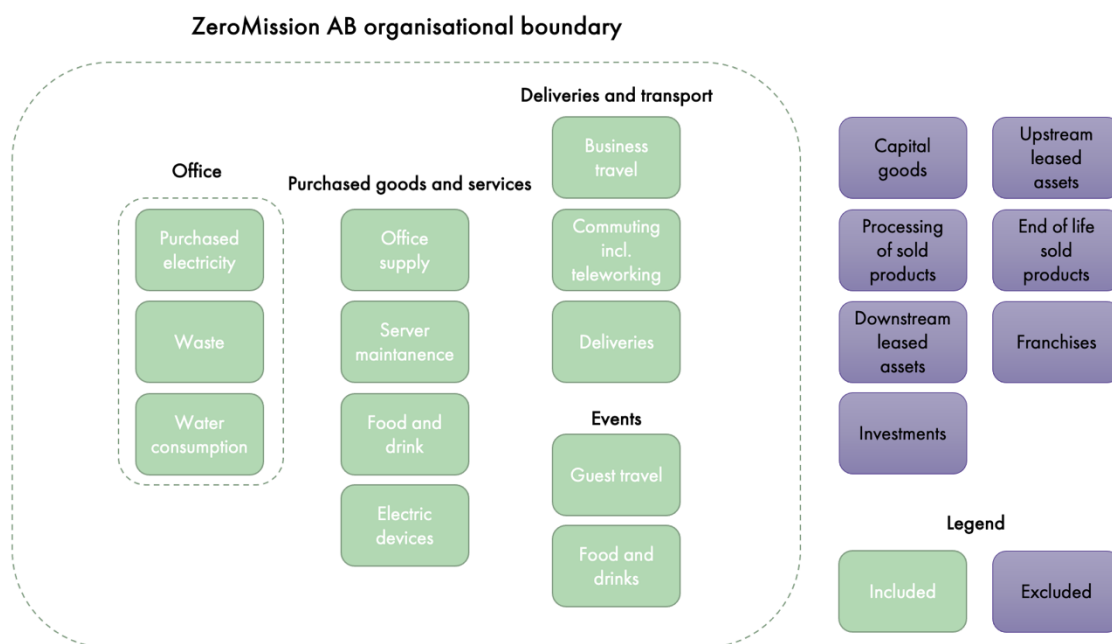 ZeroMission AB organisational boundary
Office
Purchased
electricity
Waste
Water
consumption
Purchased goods and services
Office
supply
Server
maintanence
Food and
drink
Electric
devices
Deliveries and transport
Business
travel
Commuting
incl.
teleworking
Deliveries
Events
Guest travel
Food and
drinks
Capital
goods
Upstream
leased
assets
Processing
of sold
products
End of life
sold
products
Downstream
leased
assets
Franchises
Investments
Legend
Included
Excluded